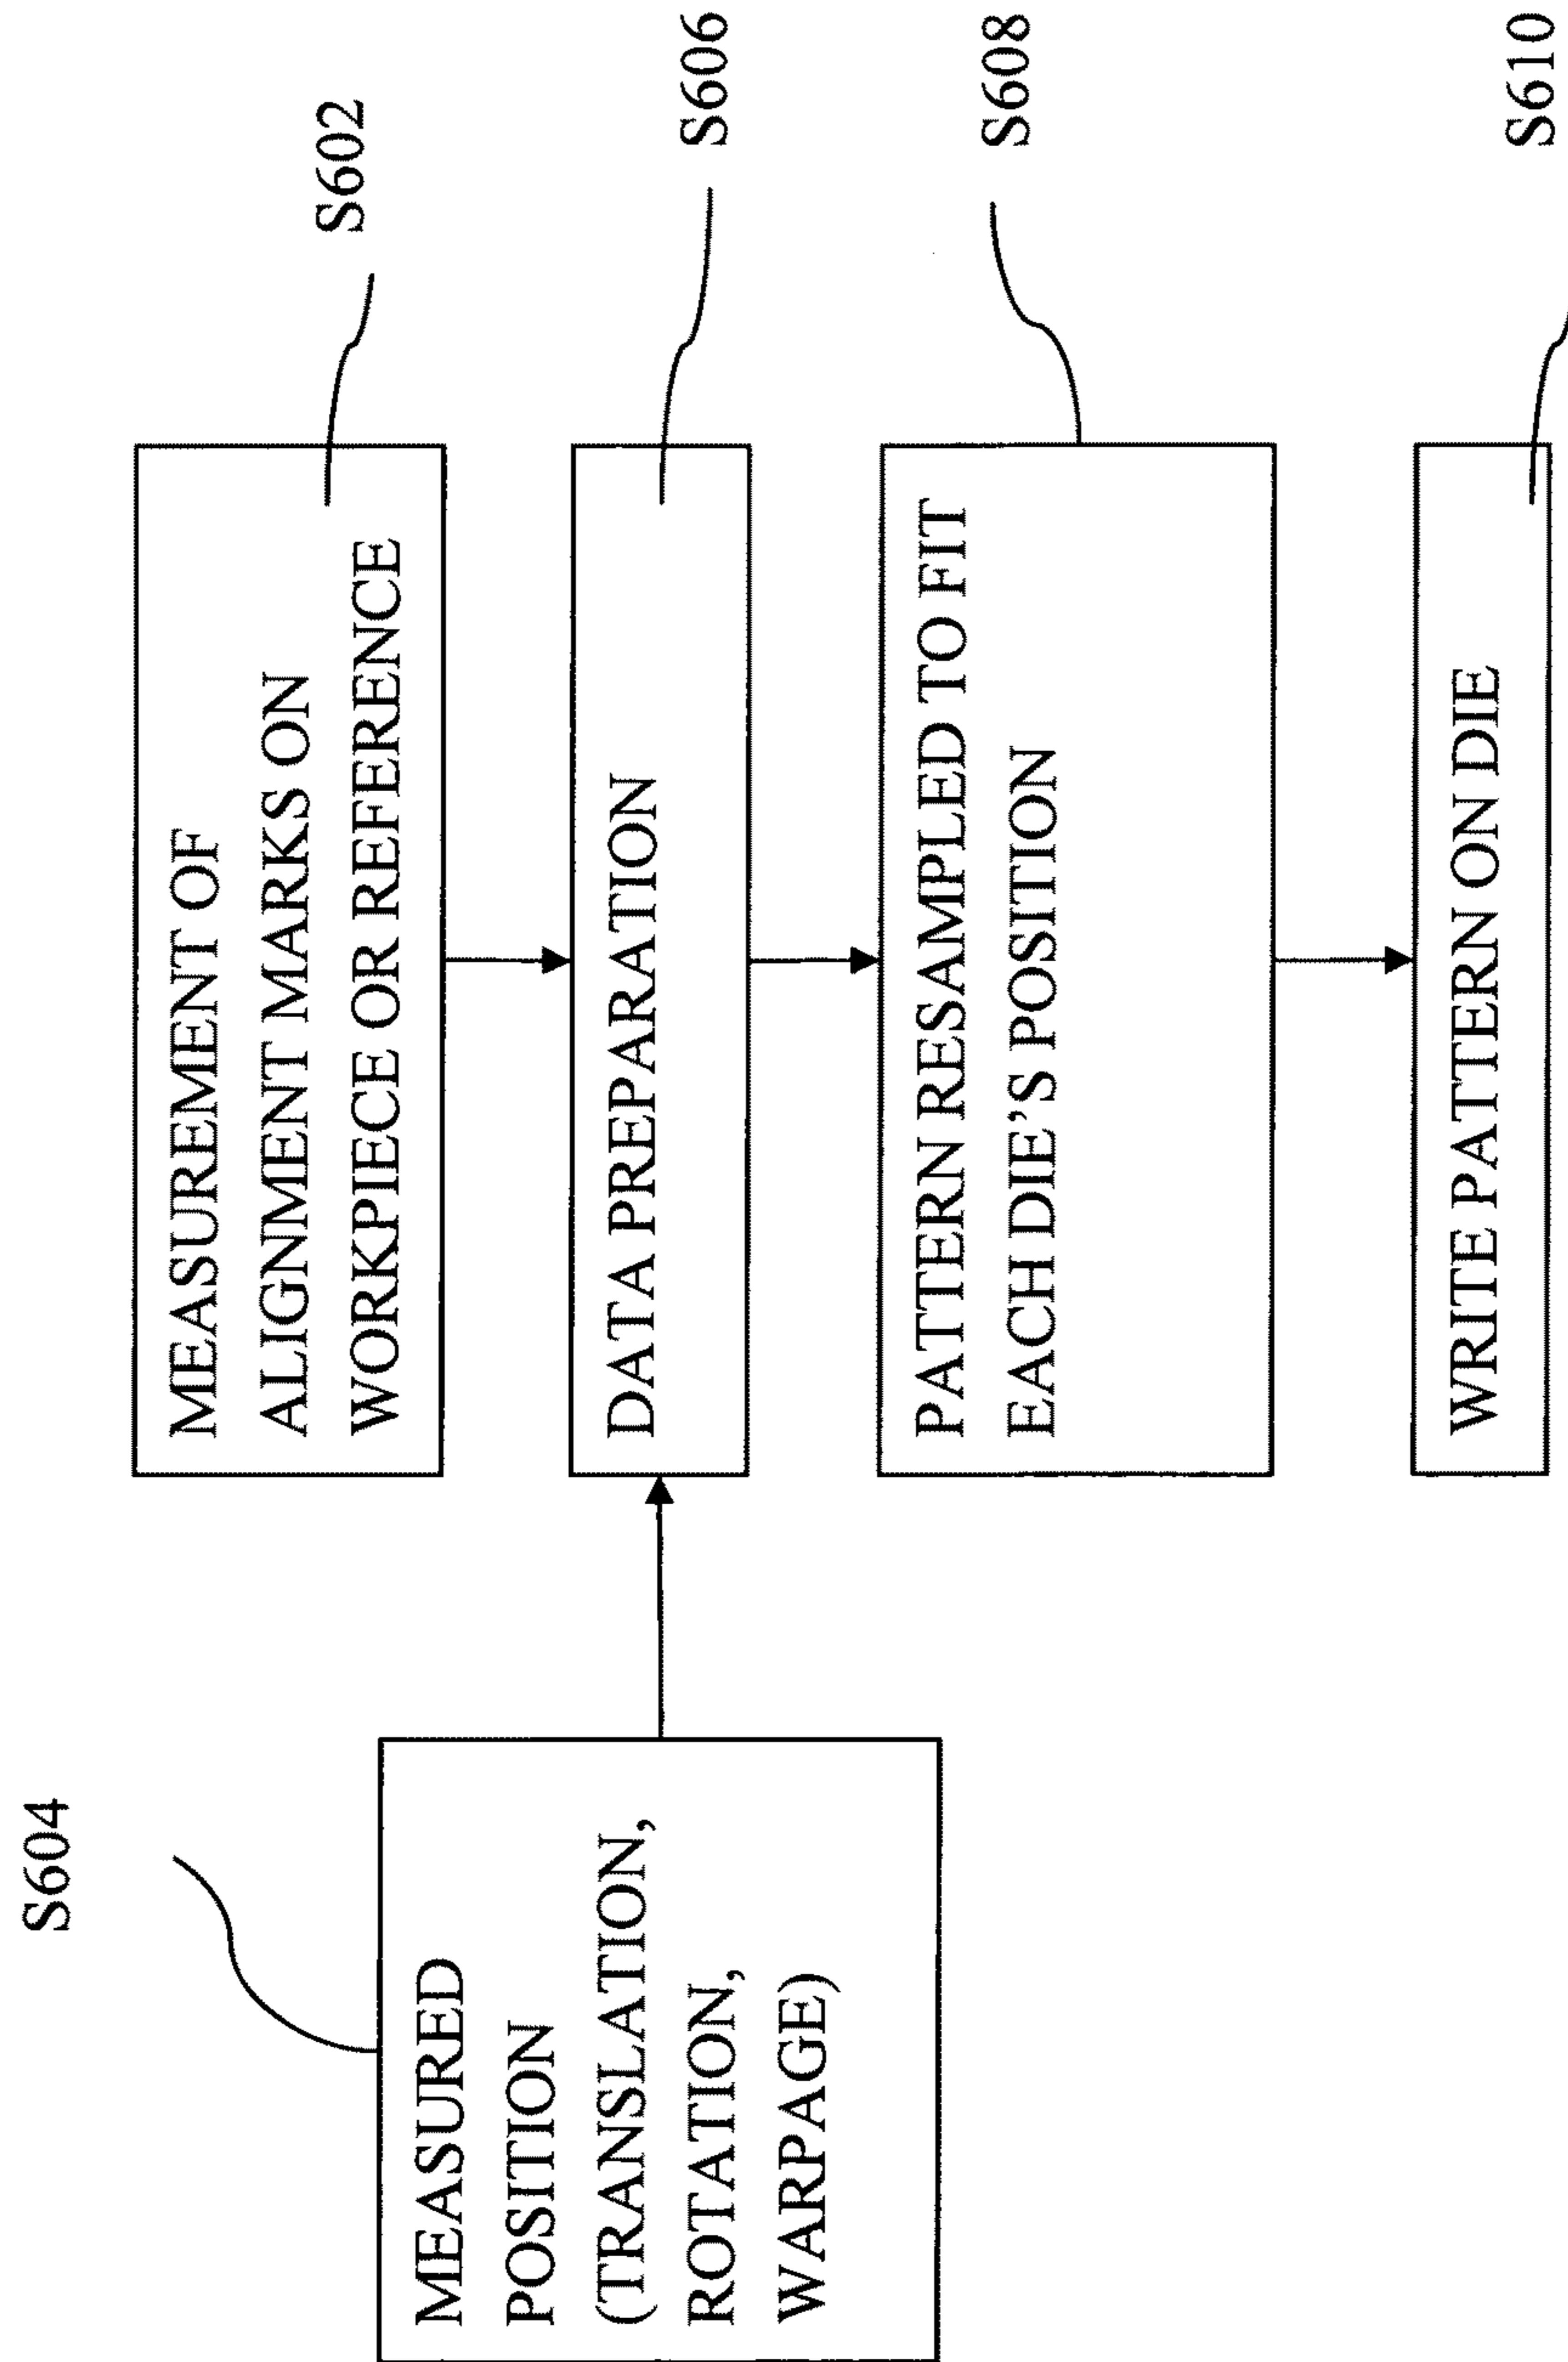 S602
MEASUREMENT OF
ALIGNMENT MARKS ON
WORKPIECE OR REFERENCE
S604
MEASURED
POSITION
(TRANSLATION,
ROTATION,
WARPAGE)
S606
DATA PREPARATION
S608
PATTERN RESAMPLED TO FIT
EACH DIE'S POSITION
S610
WRITE PATTERN ON DIE